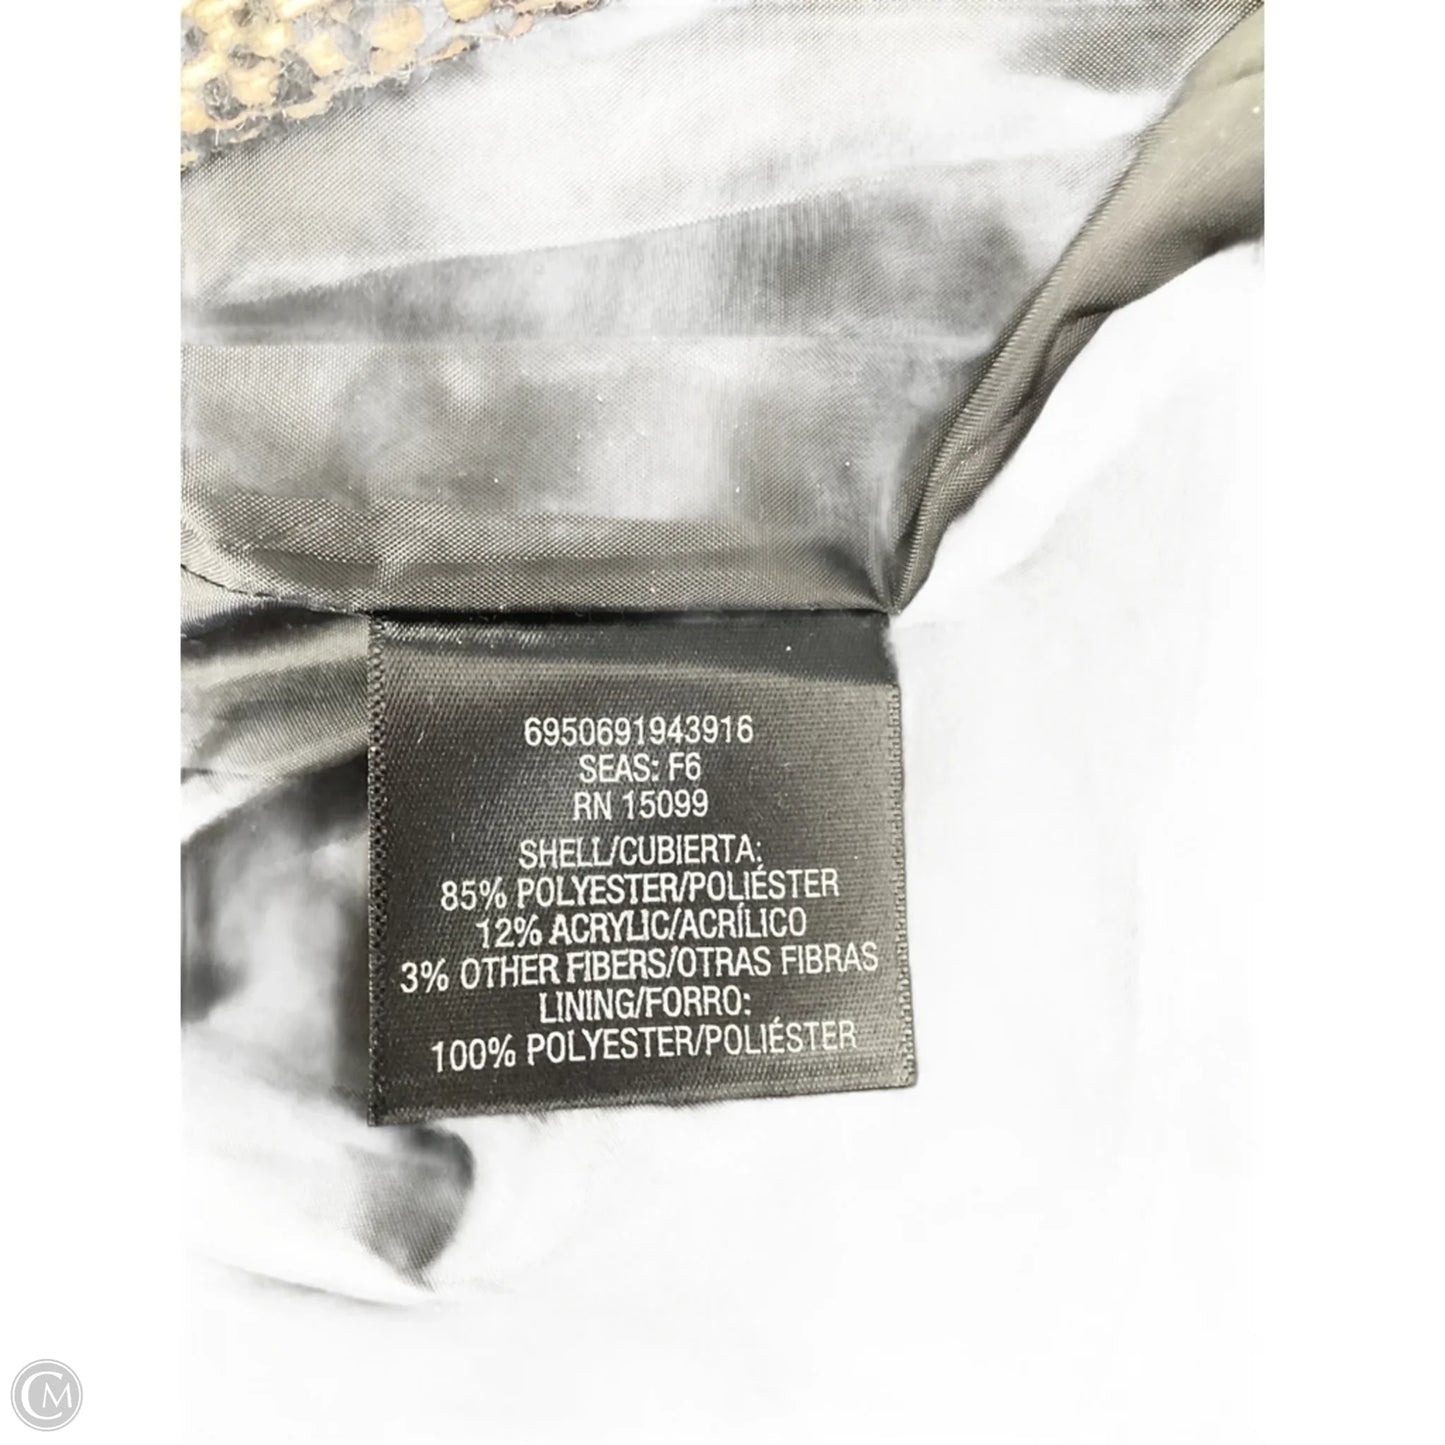 6950691943916
SEAS: F6
RN 15099
SHELL/CUBIERTA:
85% POLYESTER/POLIÉSTER
12% ACRYLIC/ACRÍLICO
3% OTHER FIBERS/OTRAS FIBRAS
LINING/FORRO:
100% POLYESTER/POLIÉSTER
CM